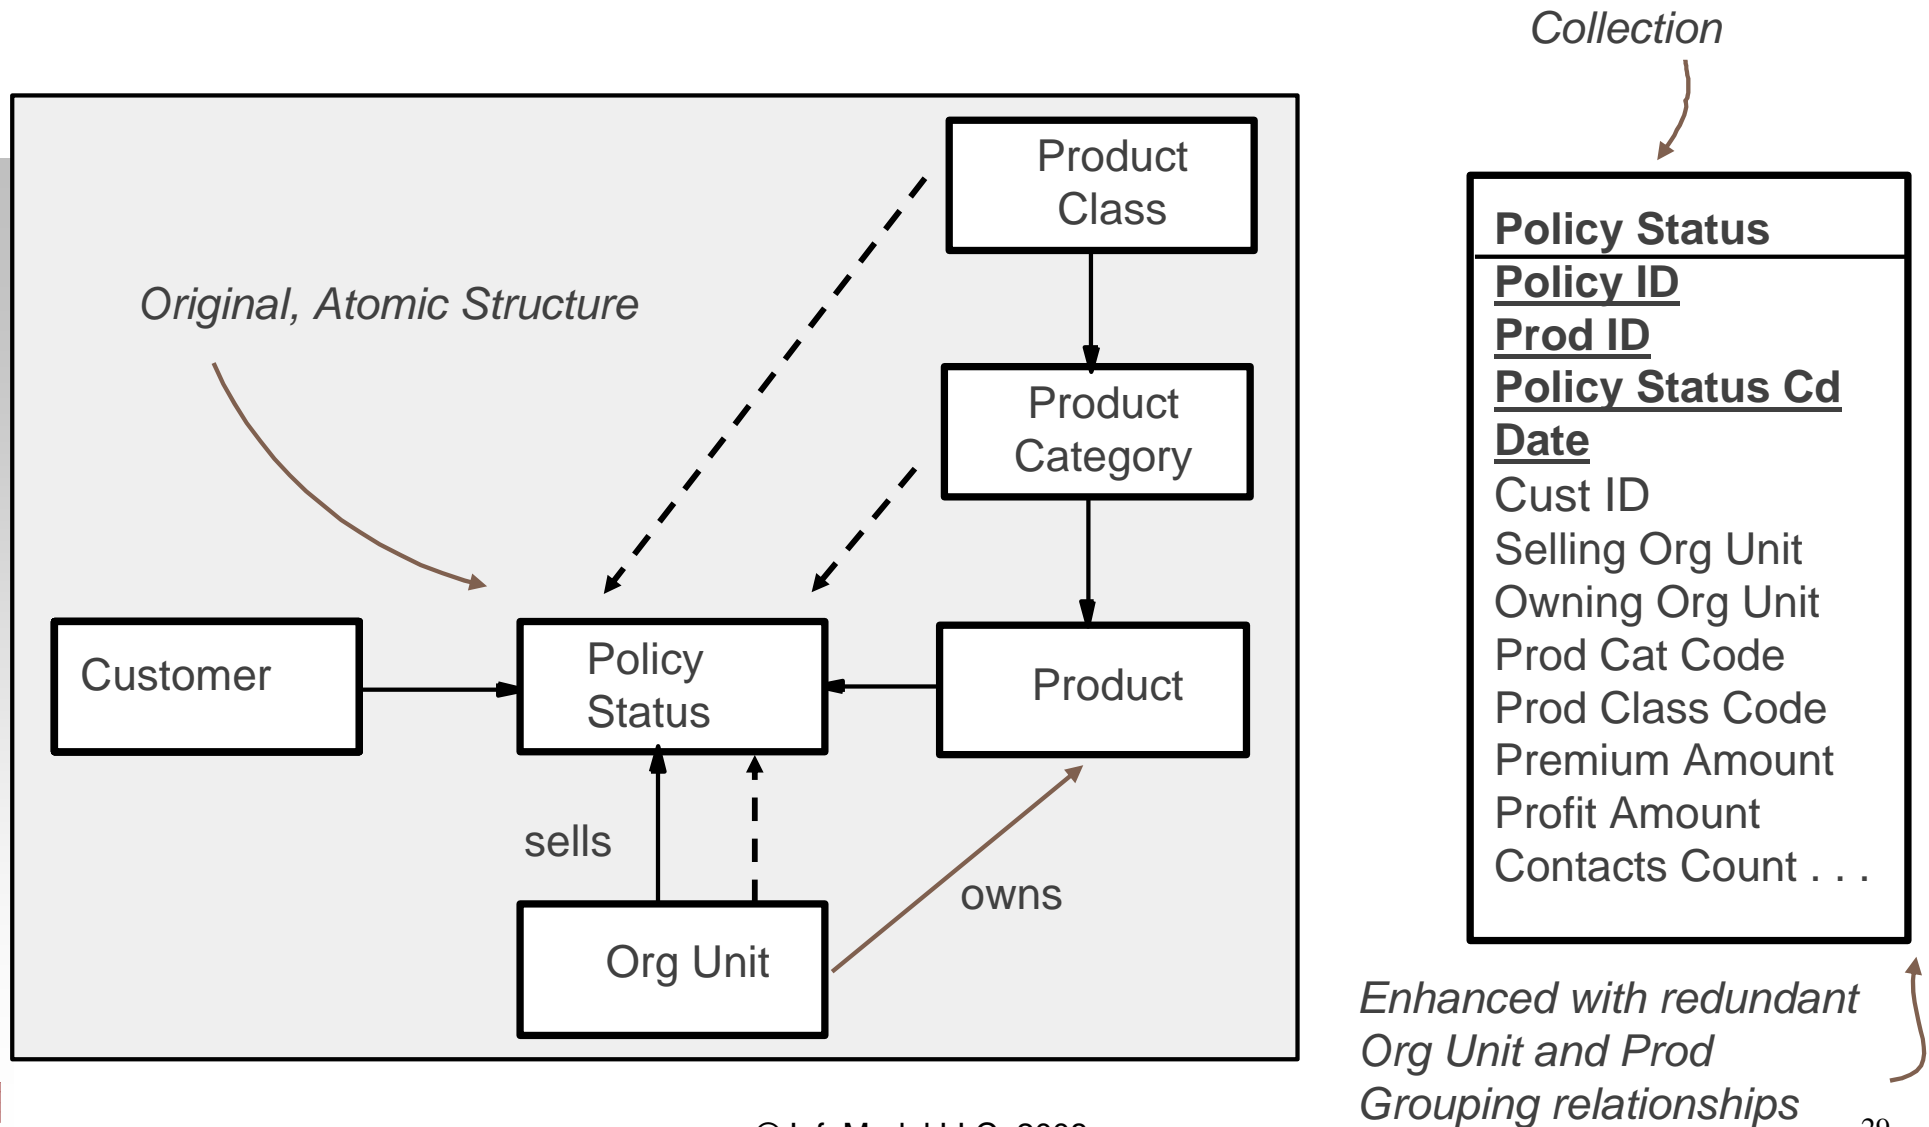 Collection
Product
Class
Original, Atomic Structure
Product
Category
Customer
Policy
Status
Product
sells
owns
Org Unit
Policy Status
Policy ID
Prod ID
Policy Status Cd
Date
Cust ID
Selling Org Unit
Owning Org Unit
Prod Cat Code
Prod Class Code
Premium Amount
Profit Amount
Contacts Count . . .
Enhanced with redundant
Org Unit and Prod
Grouping relationships